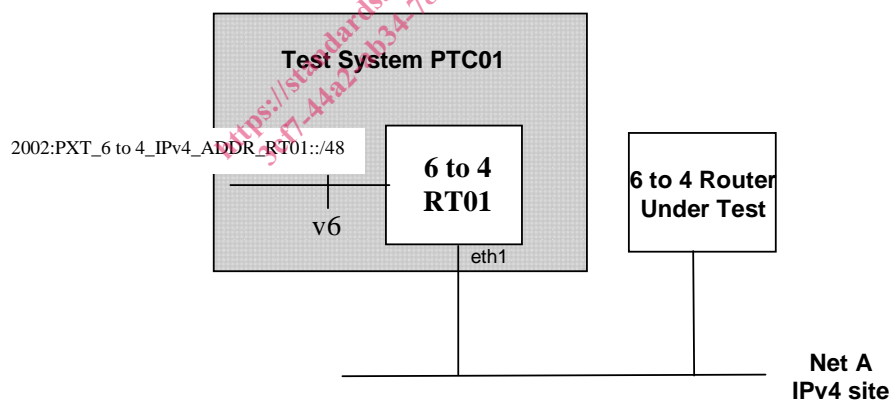 Test System PTC01
2002:PXT_6 to 4_IPv4_ADDR_RT01::/48
6 to 4
RT01
v6
eth1
6 to 4 Router
Under Test
Net A
IPv4 site